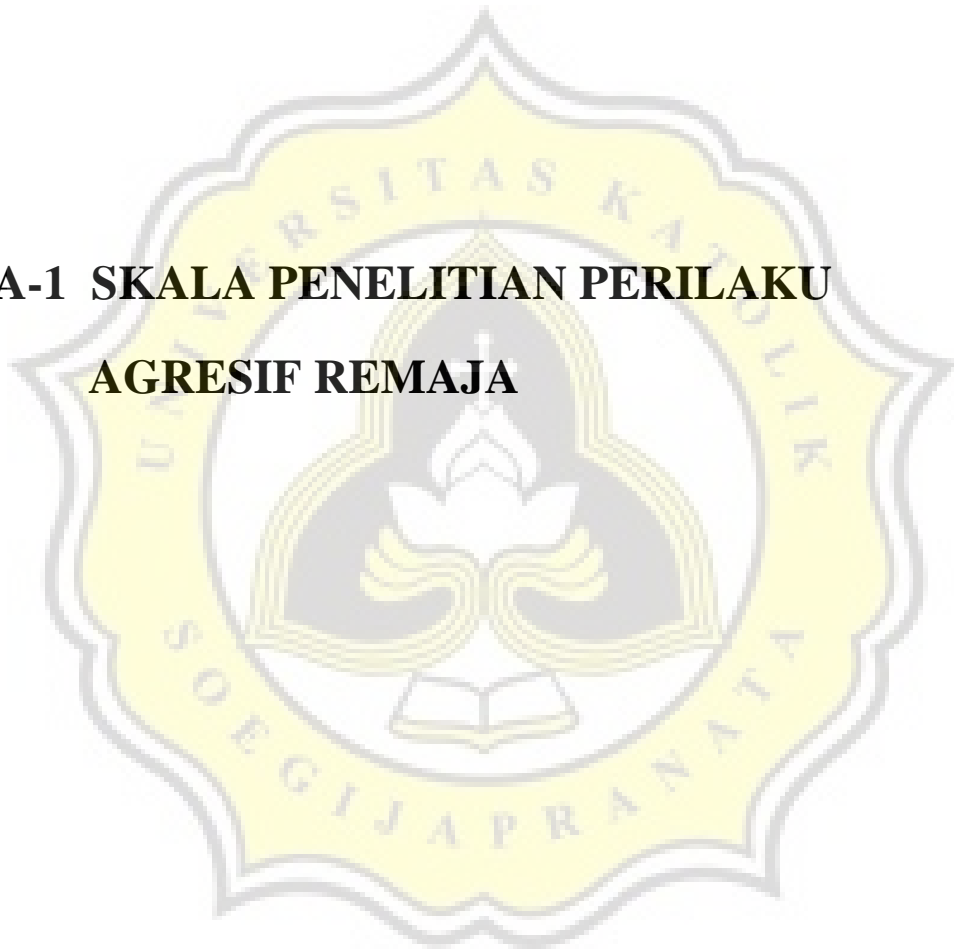 A-1 SKALA PENELITIAN PERILAKU
AGRESIF REMAJA
UNIVERSITAS KATOLIK
SOEGIJAPRANATA